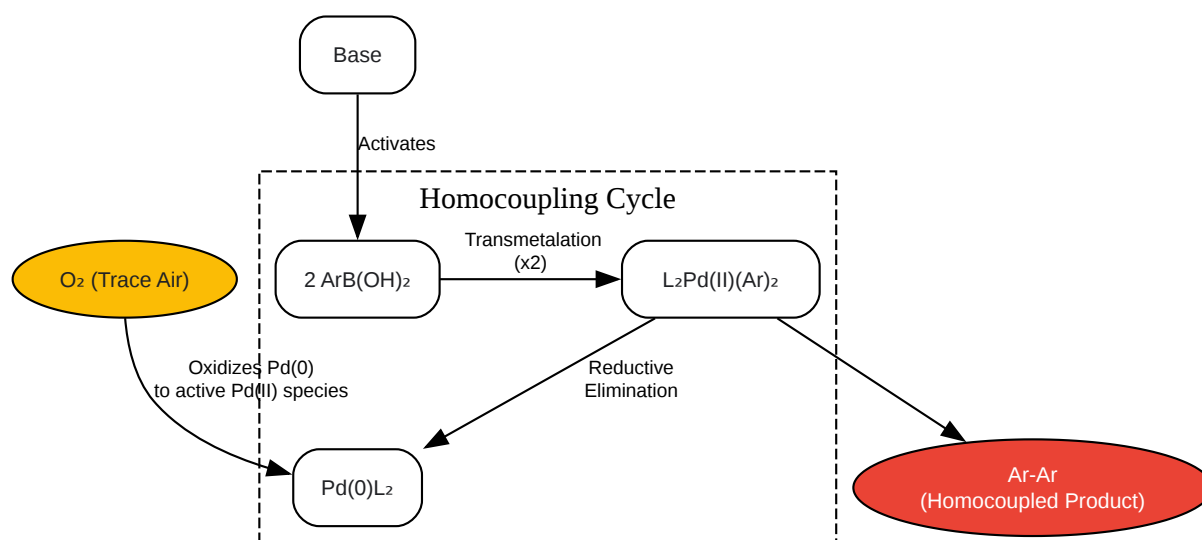 Base
Activates
Homocoupling Cycle
O₂ (Trace Air)
2 ArB(OH)₂
Transmetalation
(x2)
L₂Pd(II)(Ar)₂
Oxidizes Pd(0)
to active Pd(II) species
Reductive
Elimination
Pd(0)L₂
Ar-Ar
(Homocoupled Product)